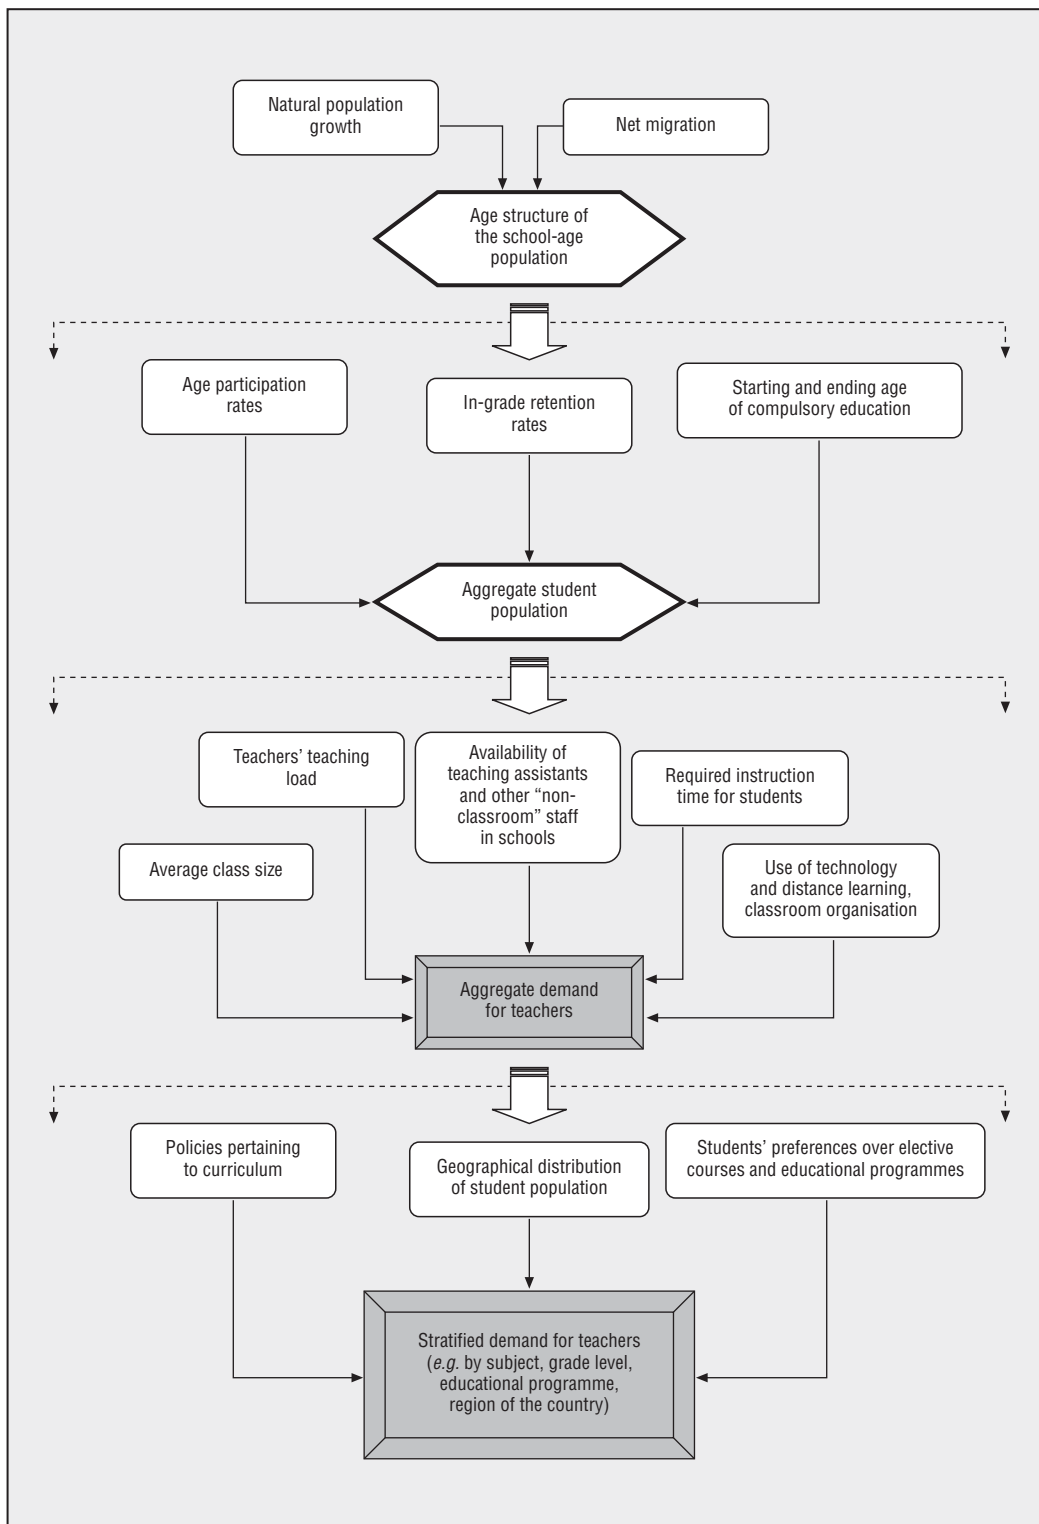 Natural population
growth
Net migration
Age structure of
the school-age
population
Age participation
rates
In-grade retention
rates
Starting and ending age
of compulsory education
Aggregate student
population
Teachers’ teaching
load
Availability of
teaching assistants
and other “non-
classroom” staff
in schools
Required instruction
time for students
Average class size
Use of technology
and distance learning,
classroom organisation
Aggregate demand
for teachers
Policies pertaining
to curriculum
Geographical distribution
of student population
Students’ preferences over elective
courses and educational programmes
Stratified demand for teachers
(e.g. by subject, grade level,
educational programme,
region of the country)